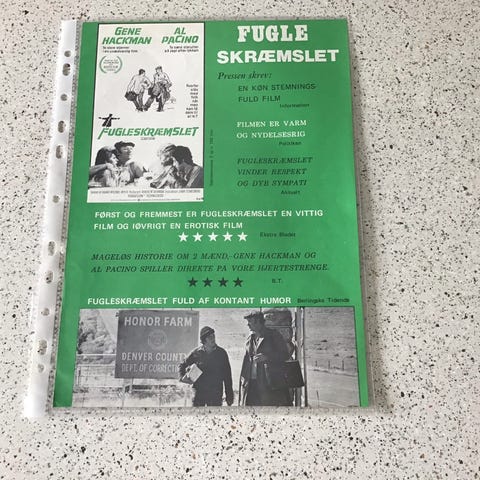 GENE
HACKMAN
AL
PACINO
FUGLESKRÆMSLET
FUGLE
SKRÆMSLET
Pressen skrev:
EN KØN STEMNINGS-
FULD FILM
Information
FILMEN ER VARM
OG NYDELSESRIG
Politiken
FUGLESKRÆMSLET
VINDER RESPEKT
OG DYB SYMPATI
Aktuelt
FØRST OG FREMMEST ER FUGLESKRÆMSLET EN VITTIG
FILM OG IØVRIGT EN EROTISK FILM
★★★★★ Ekstra Bladet
MAGELØS HISTORIE OM 2 MÆND,-GENE HACKMAN OG
AL PACINO SPILLER DIREKTE PA VORE HJERTESTRENGE.
★★★★ B.T.
FUGLESKRÆMSLET FULD AF KONTANT HUMOR Berlingske Tidende
HONOR FARM
DENVER COUNTY
DEPT. OF CORRECTI